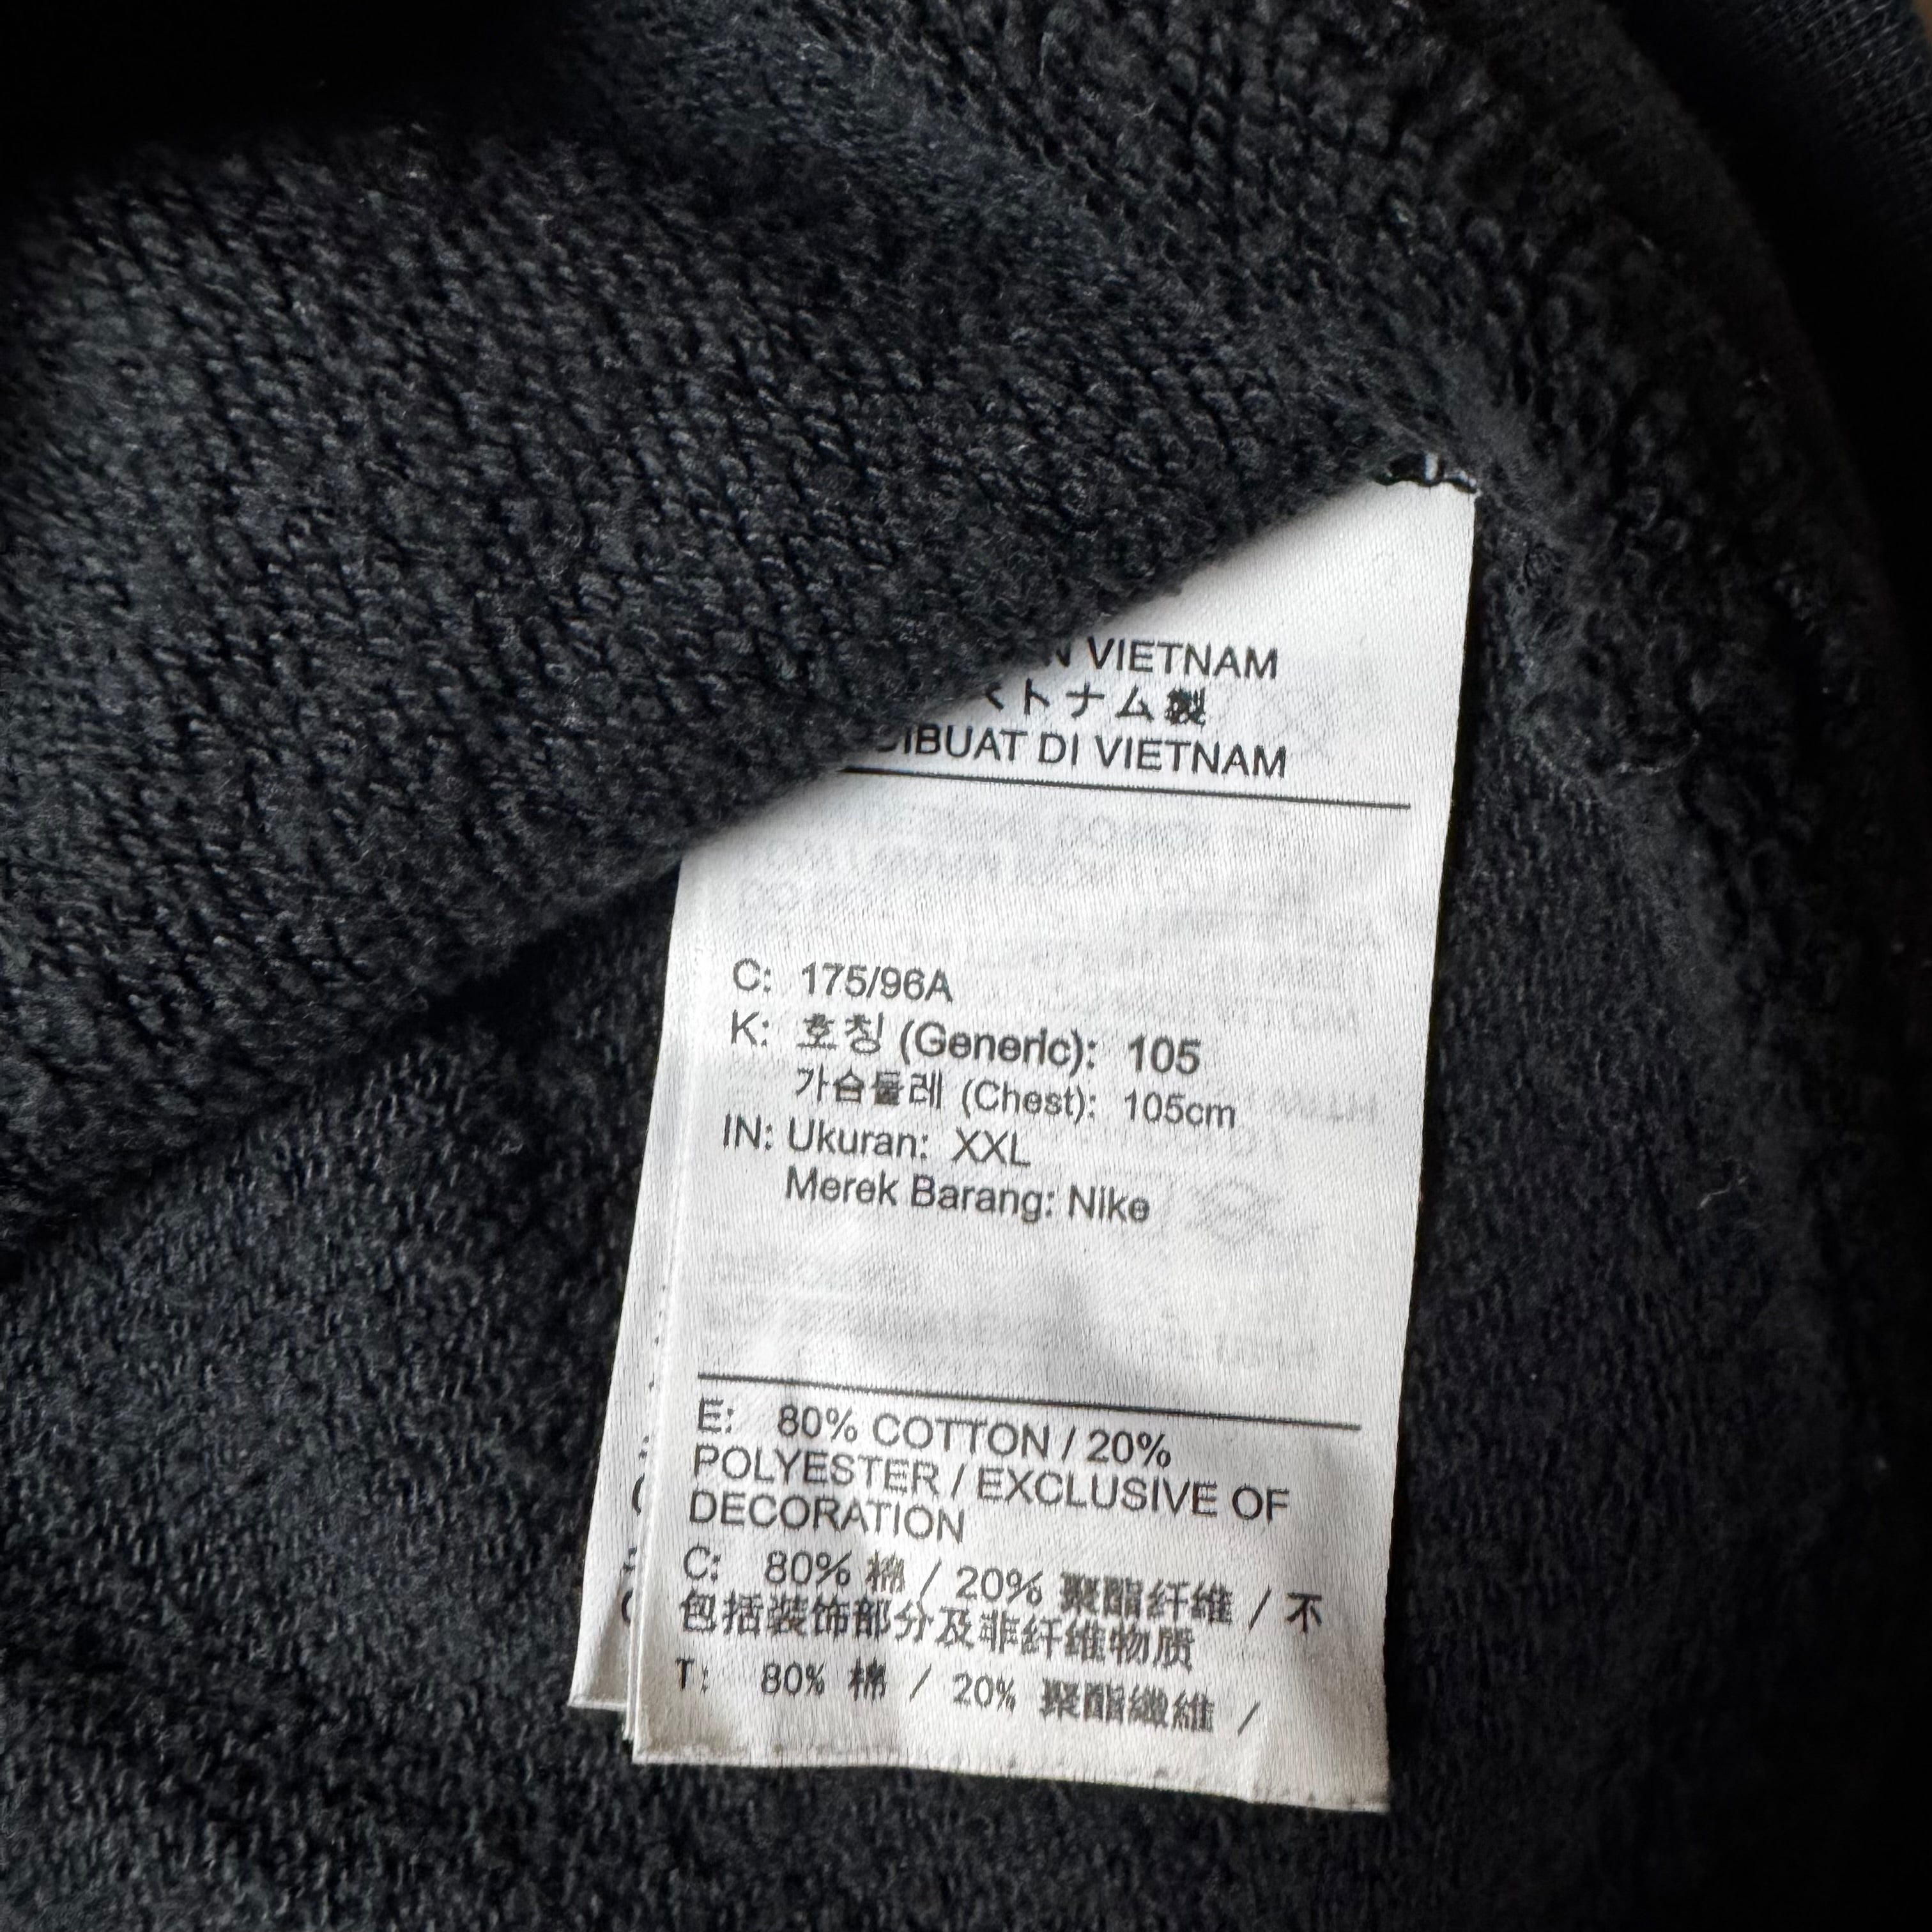 VIETNAM
トナム製
DIBUAT DI VIETNAM
C: 175/96A
K: 호칭 (Generic): 105
가슴둘레 (Chest): 105cm
IN: Ukuran: XXL
Merek Barang: Nike
E: 80% COTTON / 20%
POLYESTER / EXCLUSIVE OF
DECORATION
C: 80% 棉 / 20% 聚酯纤维 / 不
包括装饰部分及非纤维物质
T: 80% 棉 / 20% 聚酯纖維 /